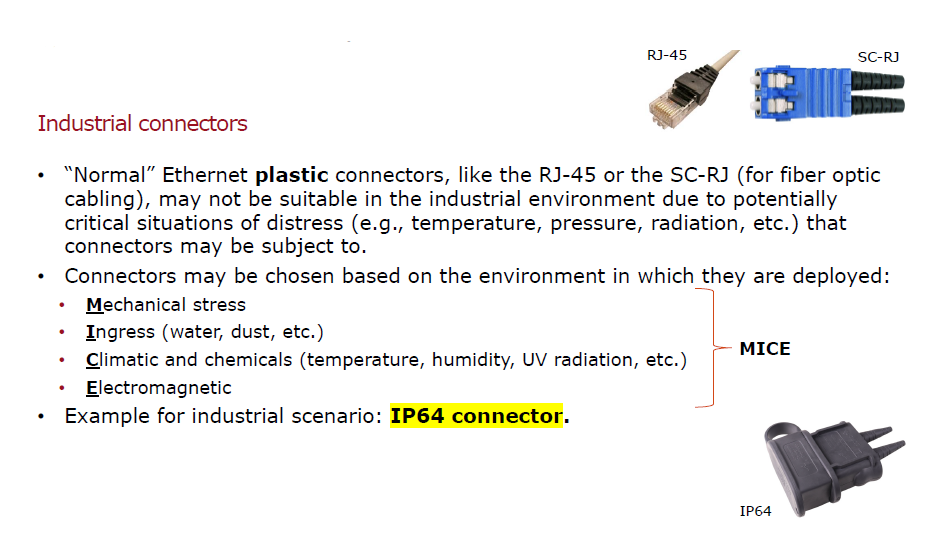 RJ-45
SC-RJ
Industrial connectors
• “Normal” Ethernet plastic connectors, like the RJ-45 or the SC-RJ (for fiber optic
cabling), may not be suitable in the industrial environment due to potentially
critical situations of distress (e.g., temperature, pressure, radiation, etc.) that
connectors may be subject to.
• Connectors may be chosen based on the environment in which they are deployed:
• Mechanical stress
• Ingress (water, dust, etc.)
• Climatic and chemicals (temperature, humidity, UV radiation, etc.)
• Electromagnetic
MICE
• Example for industrial scenario: IP64 connector.
IP64